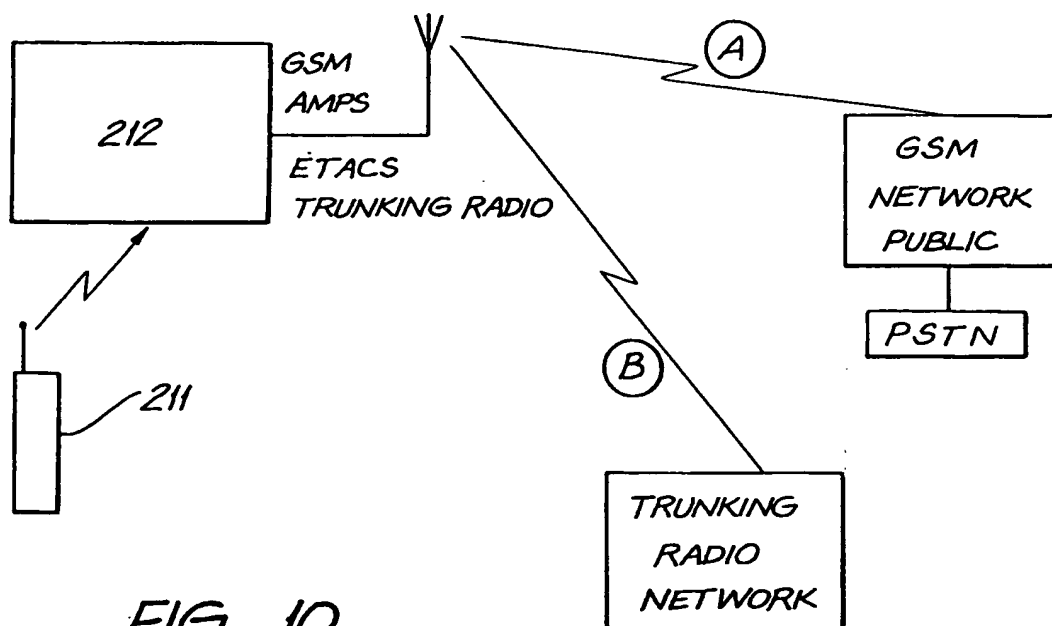 212
GSM
AMPS
ETACS
TRUNKING RADIO
A
GSM
NETWORK
PUBLIC
PSTN
B
211
TRUNKING
RADIO
NETWORK
FIG. 10